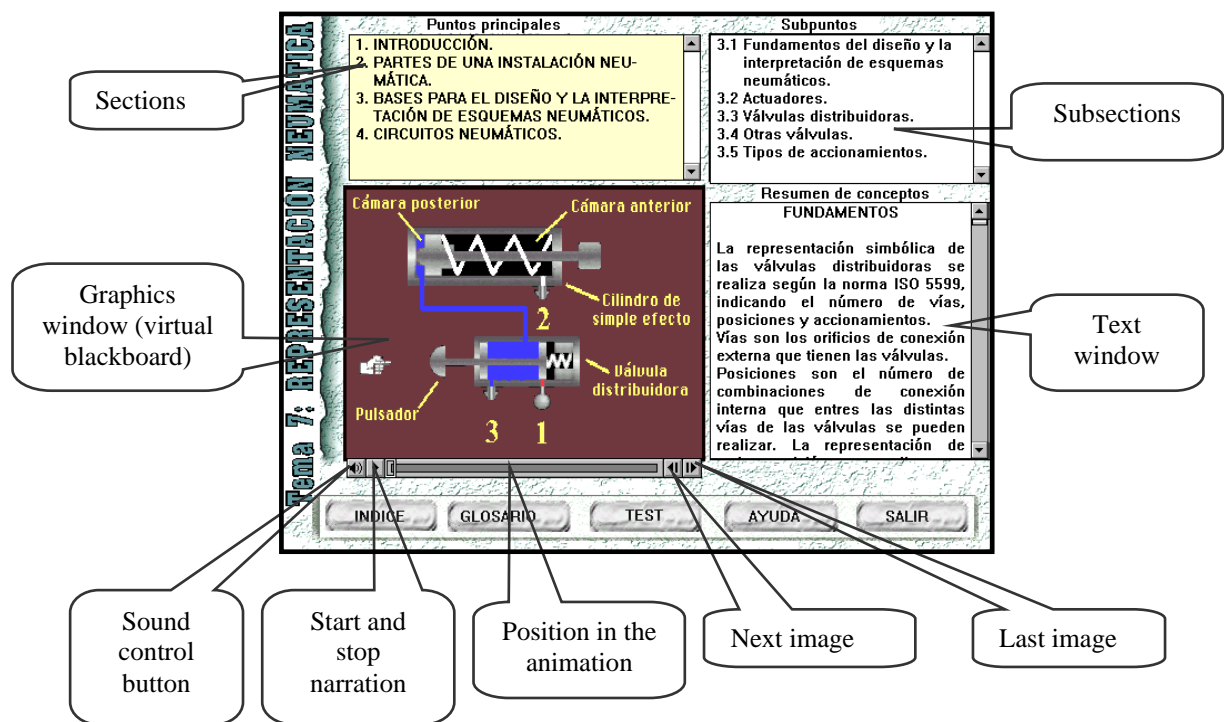 Tema 7: REPRESENTACION NEUMATICA
Puntos principales
1. INTRODUCCIÓN.
2. PARTES DE UNA INSTALACIÓN NEU-
MÁTICA.
3. BASES PARA EL DISEÑO Y LA INTERPRE-
TACIÓN DE ESQUEMAS NEUMÁTICOS.
4. CIRCUITOS NEUMÁTICOS.
Subpuntos
3.1 Fundamentos del diseño y la
interpretación de esquemas
neumáticos.
3.2 Actuadores.
3.3 Válvulas distribuidoras.
3.4 Otras válvulas.
3.5 Tipos de accionamientos.
Sections
Subsections
Cámara posterior
Cámara anterior
Cilindro de
simple efecto
2
Válvula
distribuidora
Pulsador
3 1
Resumen de conceptos
FUNDAMENTOS
La representación simbólica de
las válvulas distribuidoras se
realiza según la norma ISO 5599,
indicando el número de vías,
posiciones y accionamientos.
Vías son los orificios de conexión
externa que tienen las válvulas.
Posiciones son el número de
combinaciones de conexión
interna que entres las distintas
vías de las válvulas se pueden
realizar. La representación de
Graphics
window (virtual
blackboard)
Text
window
INDICE
GLOSARIO
TEST
AYUDA
SALIR
Sound
control
button
Start and
stop
narration
Position in the
animation
Next image
Last image